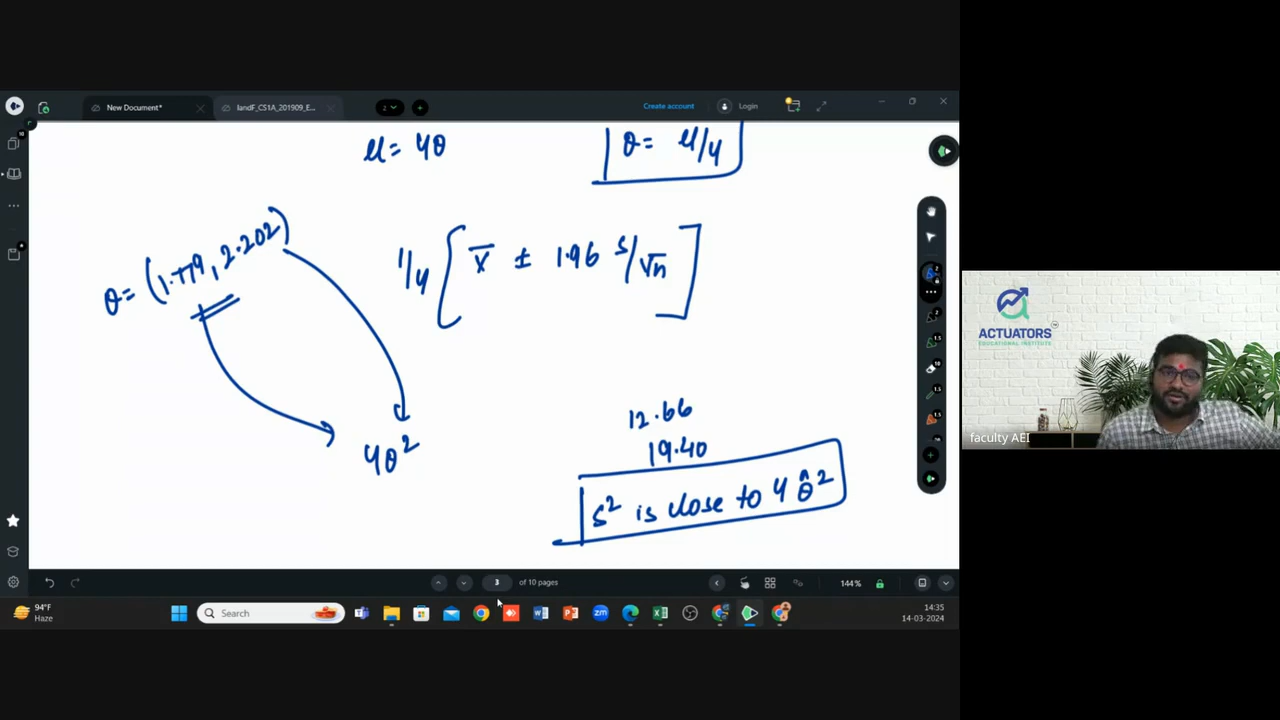 New Document*
IandF_CS1A_201909_E...
2
Create account
Login
μ = 4θ
θ = μ/4
θ = (1.779, 2.202)
1/4 [ x̄ ± 1.96 s/√n ]
4θ²
12.66
19.40
s² is close to 4 θ̂²
ACTUATORS
EDUCATIONAL INSTITUTE
faculty AEI
3 of 10 pages
144%
94°F
Haze
Search
14:35
14-03-2024